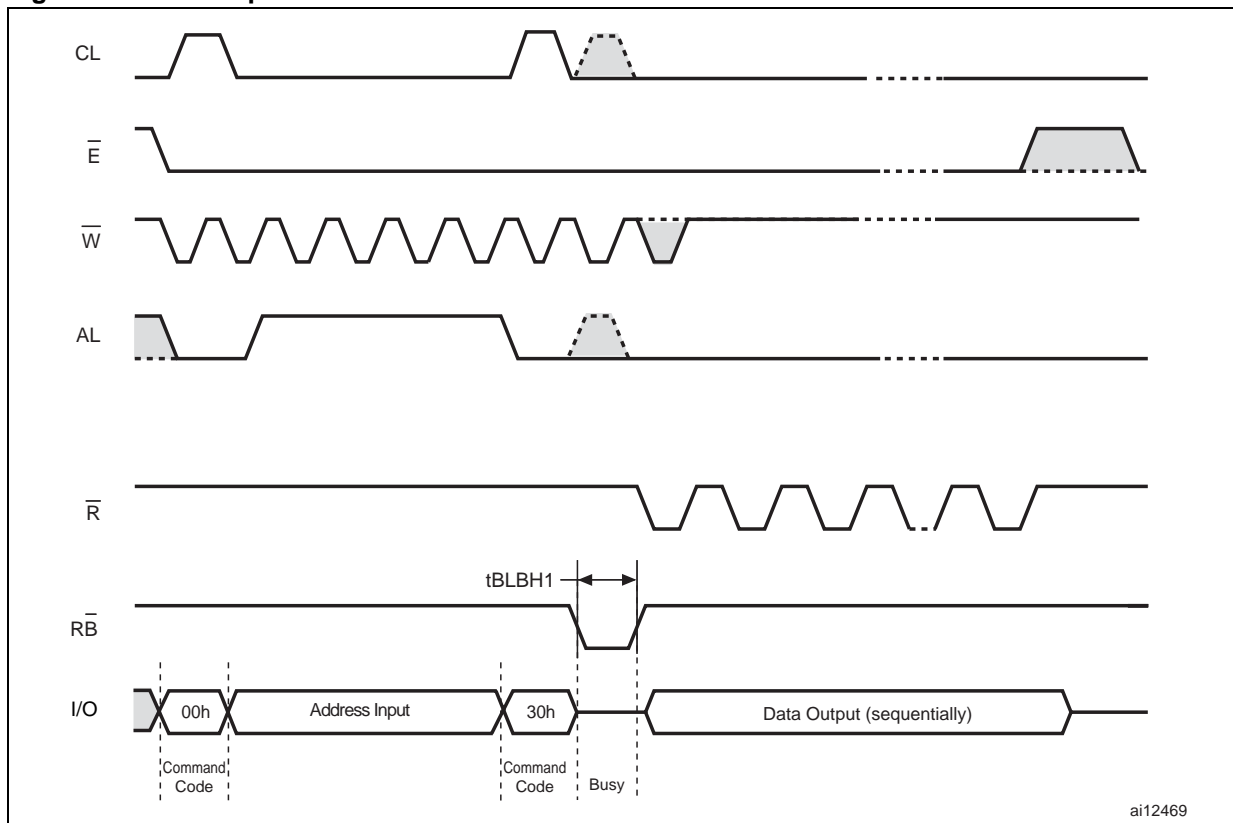 CL
E
W
AL
R
tBLBH1
RB
I/O
00h
Address Input
30h
Data Output (sequentially)
Command
Code
Command
Code
Busy
ai12469